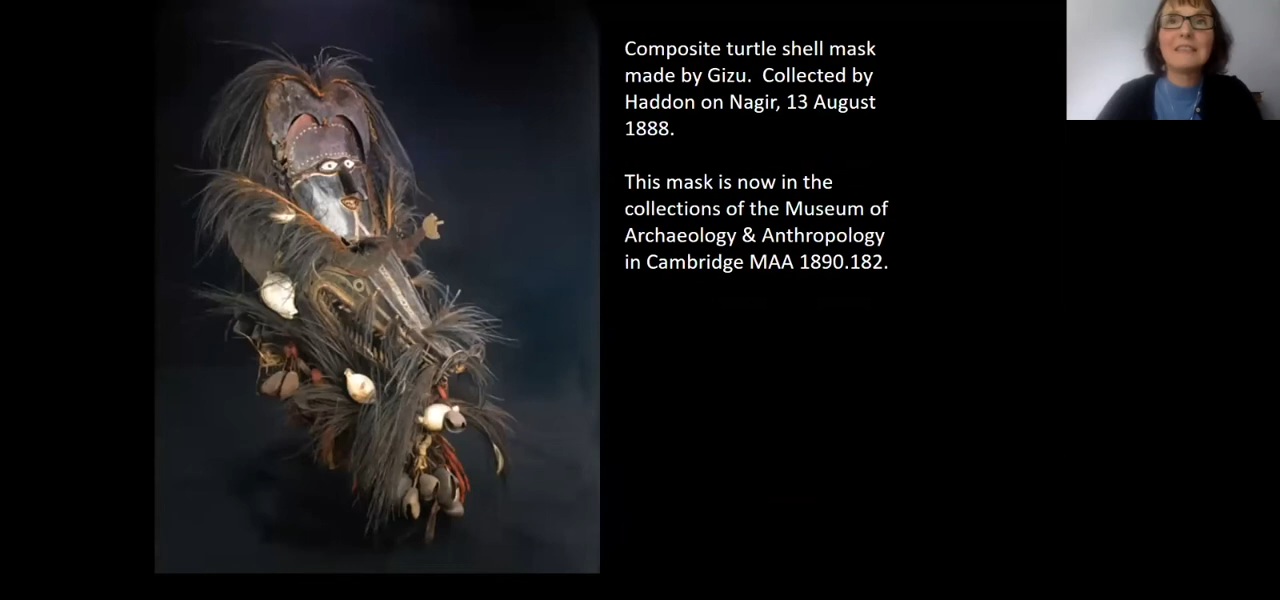 Composite turtle shell mask
made by Gizu.  Collected by
Haddon on Nagir, 13 August
1888.
This mask is now in the
collections of the Museum of
Archaeology & Anthropology
in Cambridge MAA 1890.182.